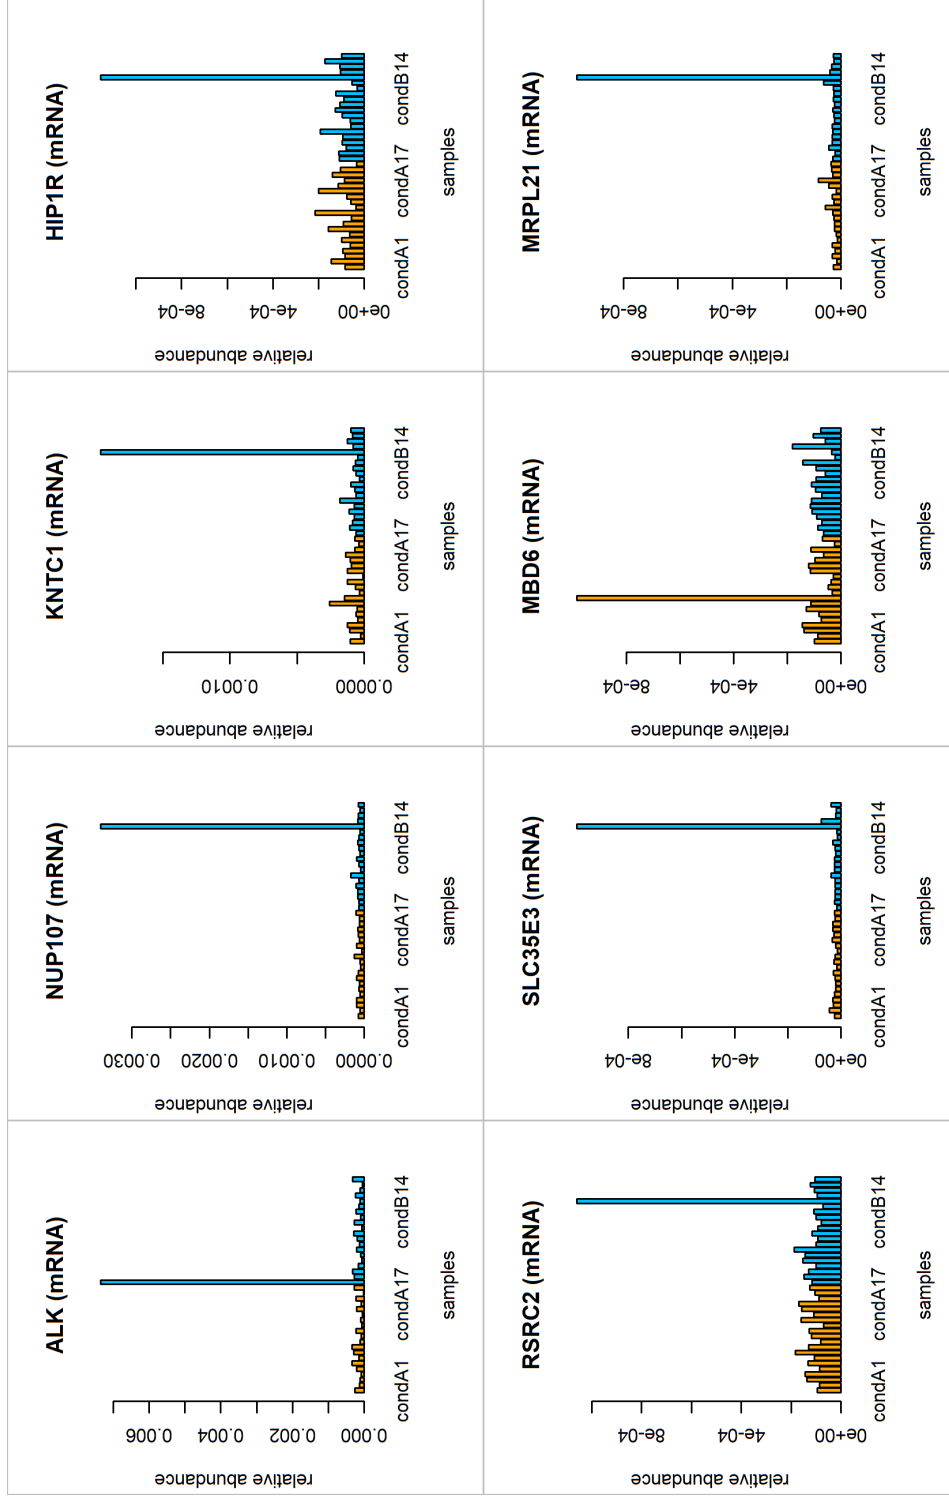 ALK (mRNA)
relative abundance
0.006
0.004
0.002
0.000
condA1 condA17 condB14
samples
NUP107 (mRNA)
relative abundance
0.0030
0.0020
0.0010
0.0000
condA1 condA17 condB14
samples
KNTC1 (mRNA)
relative abundance
0.0010
0.0000
condA1 condA17 condB14
samples
HIP1R (mRNA)
relative abundance
8e-04
4e-04
0e+00
condA1 condA17 condB14
samples
RSRC2 (mRNA)
relative abundance
8e-04
4e-04
0e+00
condA1 condA17 condB14
samples
SLC35E3 (mRNA)
relative abundance
8e-04
4e-04
0e+00
condA1 condA17 condB14
samples
MBD6 (mRNA)
relative abundance
8e-04
4e-04
0e+00
condA1 condA17 condB14
samples
MRPL21 (mRNA)
relative abundance
8e-04
4e-04
0e+00
condA1 condA17 condB14
samples